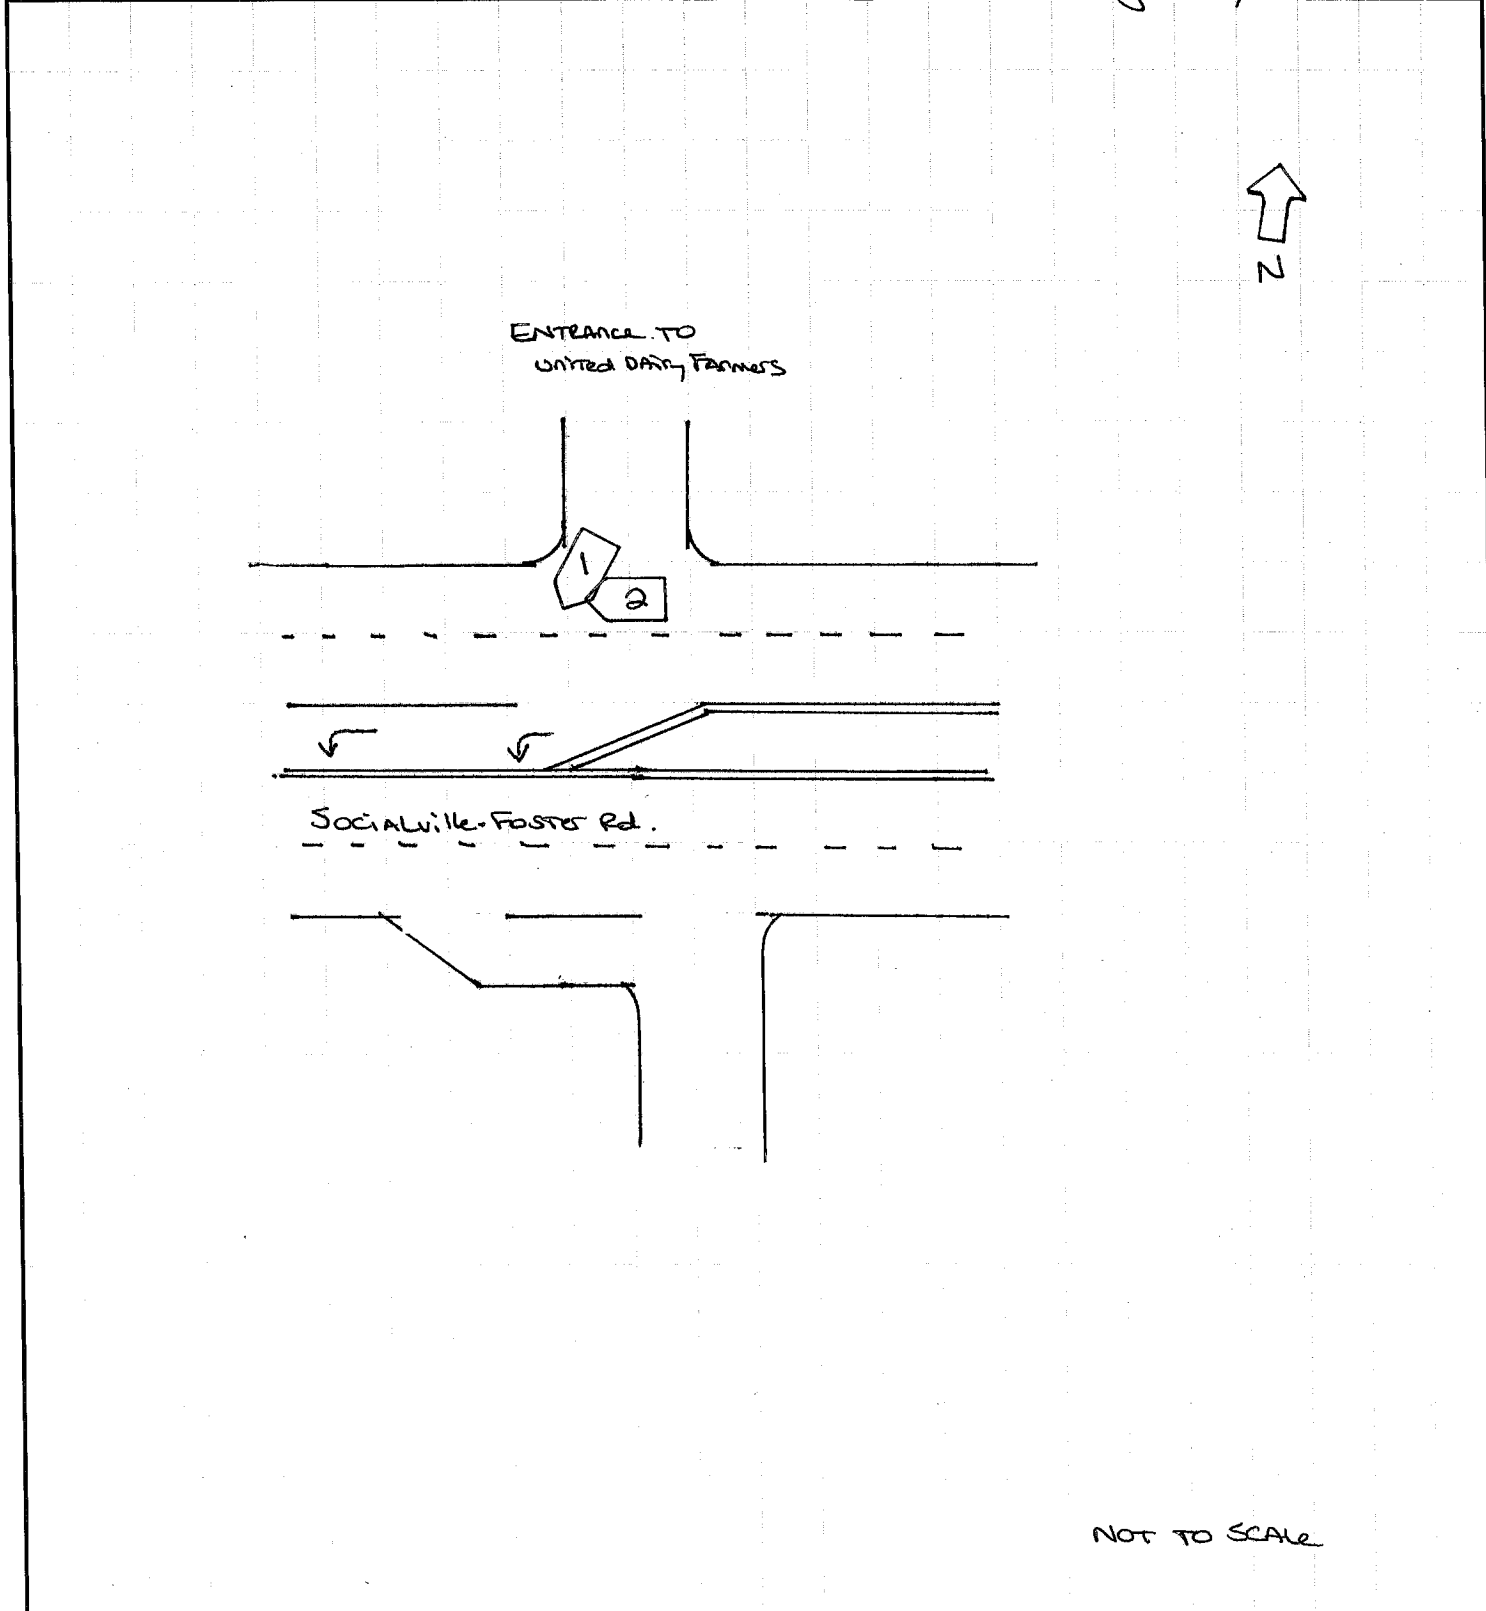 N
ENTRANCE TO
UNITED DAIRY FARMERS
1
2
SOCIALVILLE-FOSTER Rd.
NOT TO SCALE